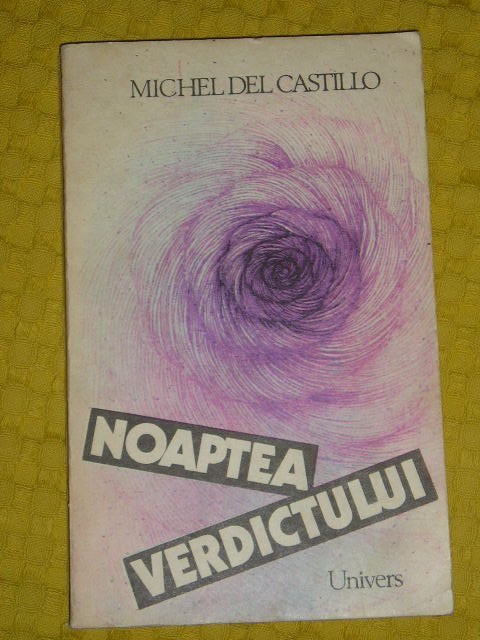 MICHEL DEL CASTILLO
NOAPTEA
VERDICTULUI
Univers